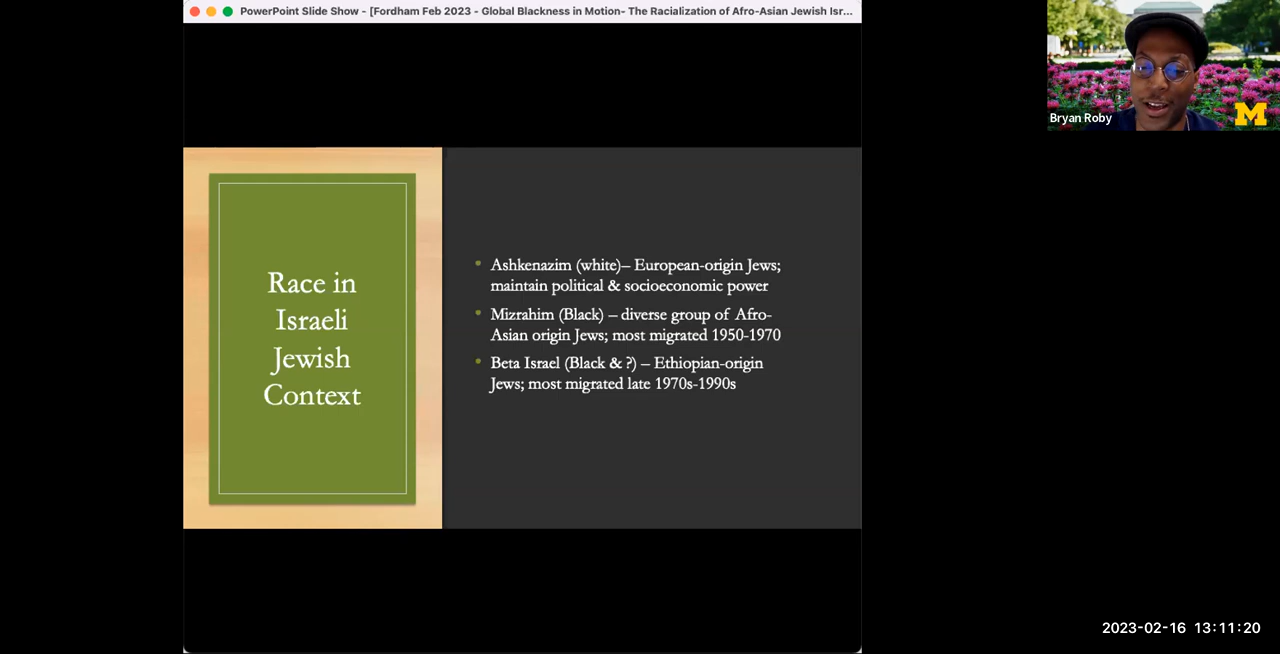 PowerPoint Slide Show - [Fordham Feb 2023 - Global Blackness in Motion- The Racialization of Afro-Asian Jewish Isr...
Bryan Roby
M
Race in
Israeli
Jewish
Context
• Ashkenazim (white)– European-origin Jews;
maintain political & socioeconomic power
• Mizrahim (Black) – diverse group of Afro-
Asian origin Jews; most migrated 1950-1970
• Beta Israel (Black & ?) – Ethiopian-origin
Jews; most migrated late 1970s-1990s
2023-02-16 13:11:20